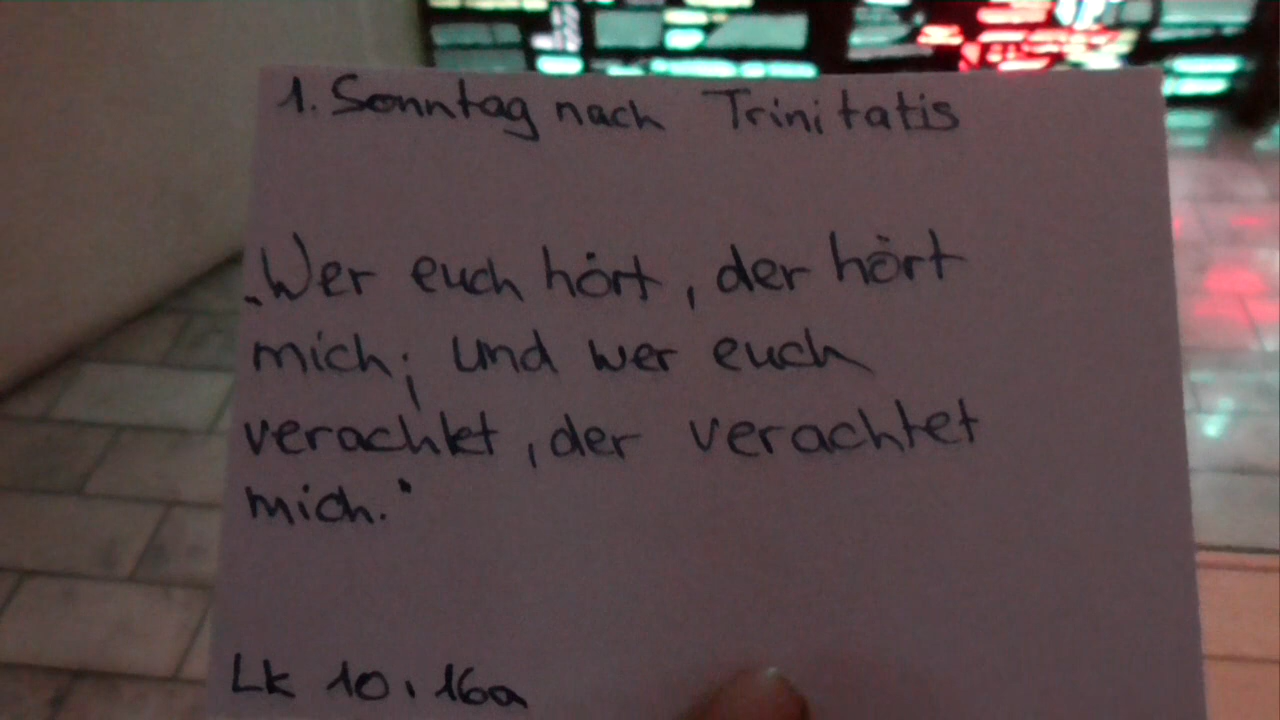 1. Sonntag nach Trinitatis
„Wer euch hört, der hört
mich; und wer euch
verachtet, der verachtet
mich."
Lk 10,16a